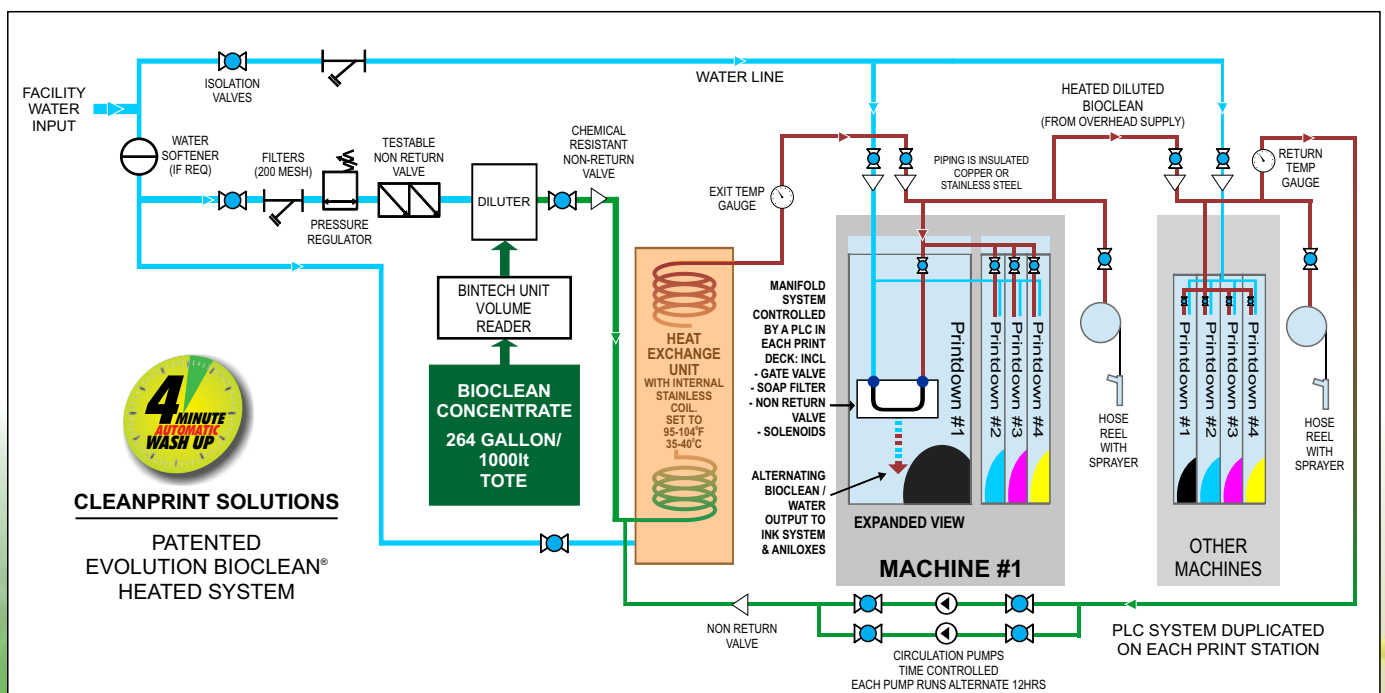 FACILITY
WATER
INPUT
ISOLATION
VALVES
WATER LINE
WATER
SOFTENER
(IF REQ)
FILTERS
(200 MESH)
PRESSURE
REGULATOR
TESTABLE
NON RETURN
VALVE
DILUTER
CHEMICAL
RESISTANT
NON-RETURN
VALVE
BINTECH UNIT
VOLUME
READER
BIOCLEAN
CONCENTRATE
264 GALLON/
1000lt
TOTE
HEAT
EXCHANGE
UNIT
WITH INTERNAL
STAINLESS
COIL.
SET TO
95-104°F
35-40°C
EXIT TEMP
GAUGE
HEATED DILUTED
BIOCLEAN
(FROM OVERHEAD SUPPLY)
PIPING IS INSULATED
COPPER OR
STAINLESS STEEL
RETURN
TEMP
GAUGE
MANIFOLD
SYSTEM
CONTROLLED
BY A PLC IN
EACH PRINT
DECK: INCL
- GATE VALVE
- SOAP FILTER
- NON RETURN
VALVE
- SOLENOIDS
ALTERNATING
BIOCLEAN /
WATER
OUTPUT TO
INK SYSTEM
& ANILOXES
Printdown #1
Printdown #2
Printdown #3
Printdown #4
EXPANDED VIEW
MACHINE #1
HOSE
REEL
WITH
SPRAYER
Printdown #1
Printdown #2
Printdown #3
Printdown #4
OTHER
MACHINES
HOSE
REEL
WITH
SPRAYER
4
MINUTE
AUTOMATIC
WASH UP
CLEANPRINT SOLUTIONS
PATENTED
EVOLUTION BIOCLEAN®
HEATED SYSTEM
NON RETURN
VALVE
CIRCULATION PUMPS
TIME CONTROLLED
EACH PUMP RUNS ALTERNATE 12HRS
PLC SYSTEM DUPLICATED
ON EACH PRINT STATION